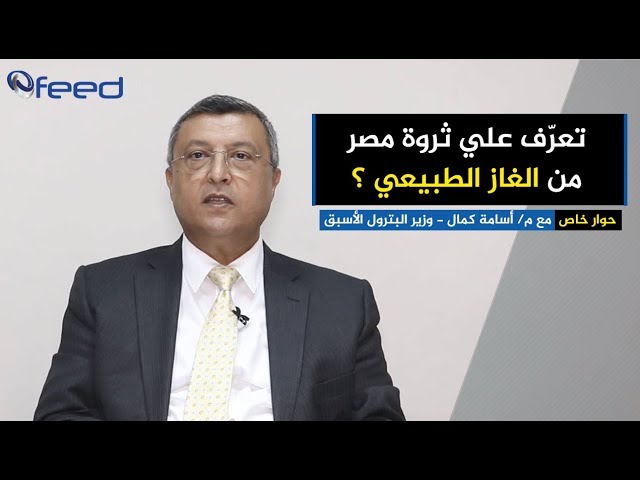 feed
تعرّف علي ثروة مصر
من الغاز الطبيعي ؟
حوار خاص مع م/ أسامة كمال - وزير البترول الأسبق